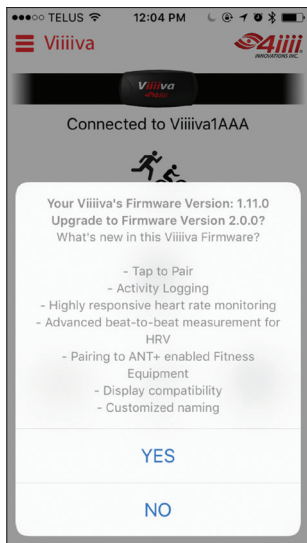 TELUS 12:04 PM
Viiiiva 4iiii
INNOVATIONS INC.
Viiiiva
Connected to Viiiiva1AAA
Your Viiiiva's Firmware Version: 1.11.0
Upgrade to Firmware Version 2.0.0?
What's new in this Viiiiva Firmware?
- Tap to Pair
- Activity Logging
- Highly responsive heart rate monitoring
- Advanced beat-to-beat measurement for
HRV
- Pairing to ANT+ enabled Fitness
Equipment
- Display compatibility
- Customized naming
YES
NO